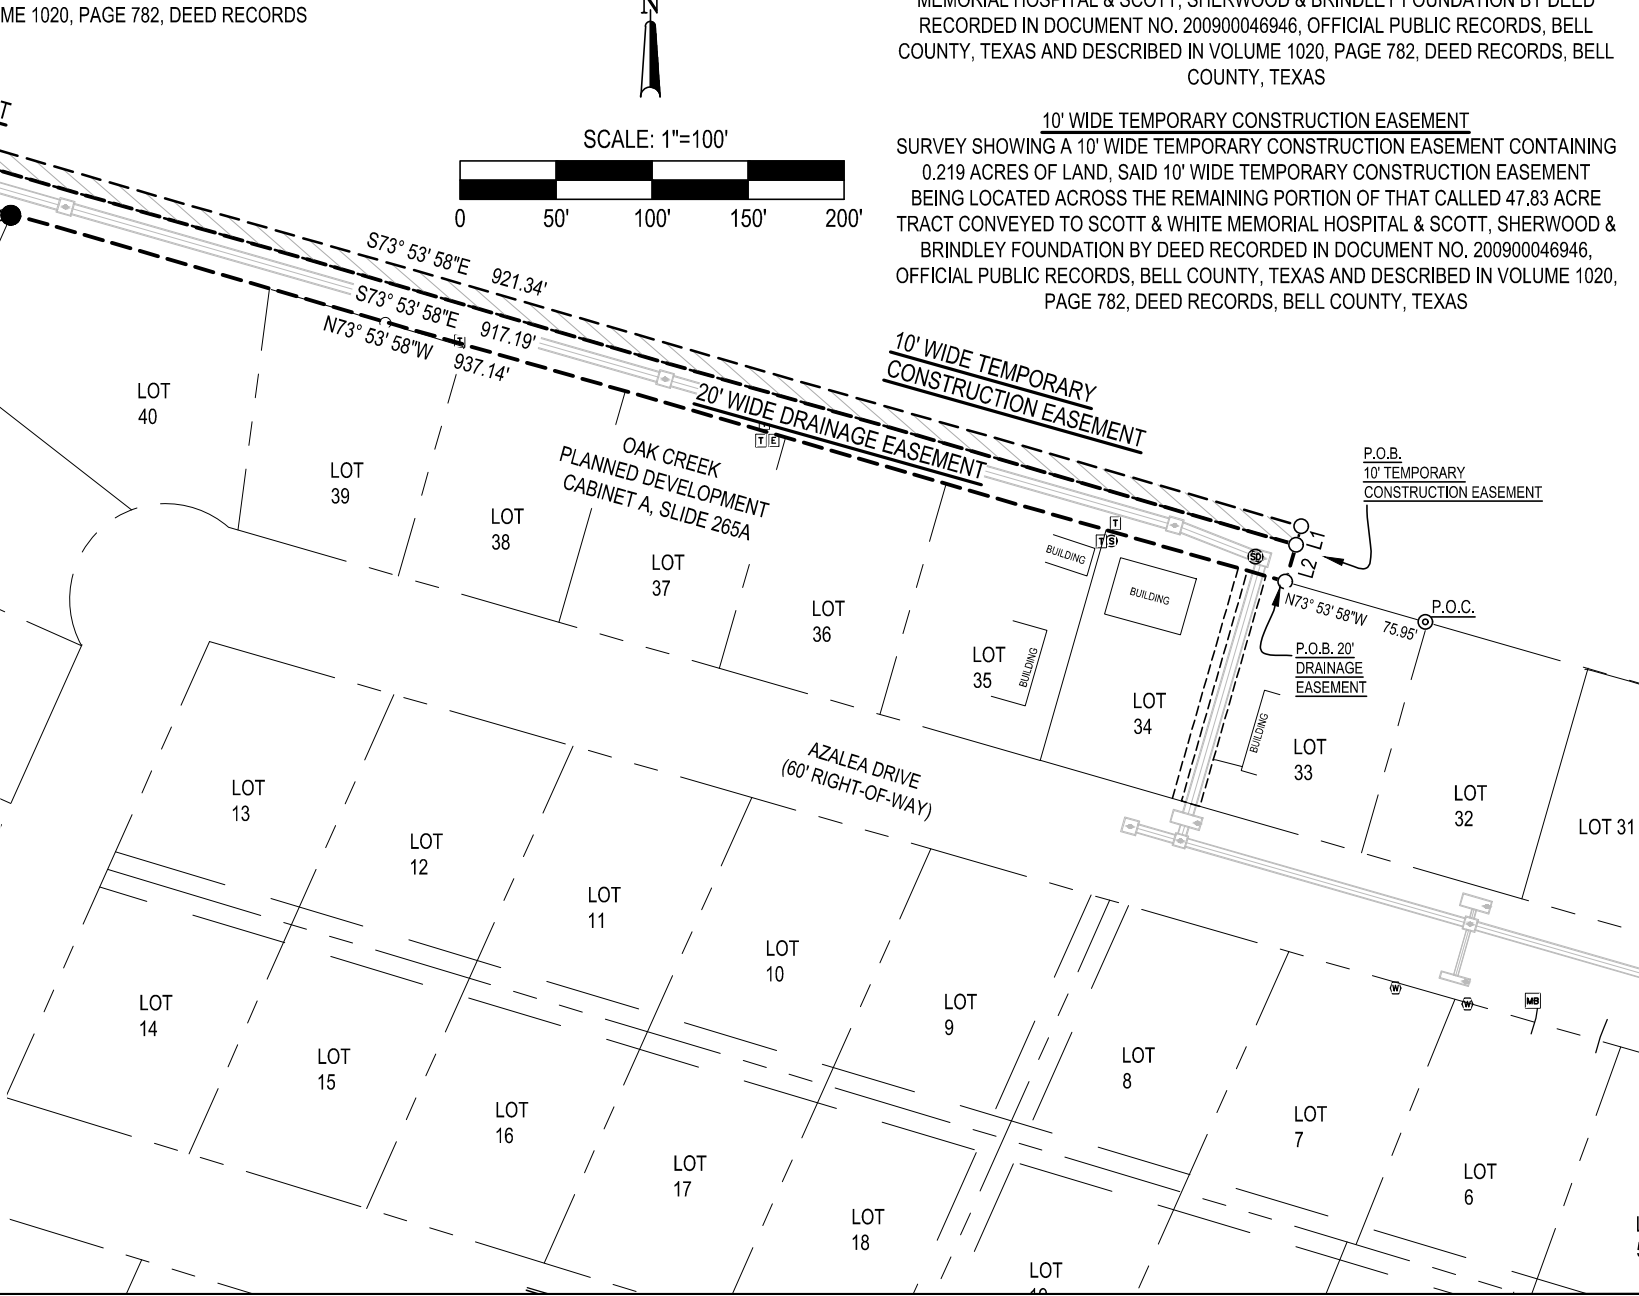 ME 1020, PAGE 782, DEED RECORDS
N
MEMORIAL HOSPITAL & SCOTT, SHERWOOD & BRINDLEY FOUNDATION BY DEED
RECORDED IN DOCUMENT NO. 200900046946, OFFICIAL PUBLIC RECORDS, BELL
COUNTY, TEXAS AND DESCRIBED IN VOLUME 1020, PAGE 782, DEED RECORDS, BELL
COUNTY, TEXAS
10' WIDE TEMPORARY CONSTRUCTION EASEMENT
SURVEY SHOWING A 10' WIDE TEMPORARY CONSTRUCTION EASEMENT CONTAINING
0.219 ACRES OF LAND, SAID 10' WIDE TEMPORARY CONSTRUCTION EASEMENT
BEING LOCATED ACROSS THE REMAINING PORTION OF THAT CALLED 47.83 ACRE
TRACT CONVEYED TO SCOTT & WHITE MEMORIAL HOSPITAL & SCOTT, SHERWOOD &
BRINDLEY FOUNDATION BY DEED RECORDED IN DOCUMENT NO. 200900046946,
OFFICIAL PUBLIC RECORDS, BELL COUNTY, TEXAS AND DESCRIBED IN VOLUME 1020,
PAGE 782, DEED RECORDS, BELL COUNTY, TEXAS
T
SCALE: 1"=100'
0 50' 100' 150' 200'
S73° 53' 58"E 921.34'
S73° 53' 58"E 917.19'
N73° 53' 58"W 937.14'
T
10' WIDE TEMPORARY
CONSTRUCTION EASEMENT
20' WIDE DRAINAGE EASEMENT
T E
OAK CREEK
PLANNED DEVELOPMENT
CABINET A, SLIDE 265A
P.O.B.
10' TEMPORARY
CONSTRUCTION EASEMENT
L1
L2
SD
T
T S
N73° 53' 58"W 75.95'
P.O.C.
P.O.B. 20'
DRAINAGE
EASEMENT
LOT
40
LOT
39
LOT
38
LOT
37
LOT
36
LOT
35
BUILDING
BUILDING
BUILDING
LOT
34
BUILDING
LOT
33
LOT
32
LOT 31
AZALEA DRIVE
(60' RIGHT-OF-WAY)
LOT
13
LOT
12
LOT
11
LOT
10
LOT
9
LOT
8
LOT
7
LOT
6
W
W
MB
LOT
14
LOT
15
LOT
16
LOT
17
LOT
18
LOT